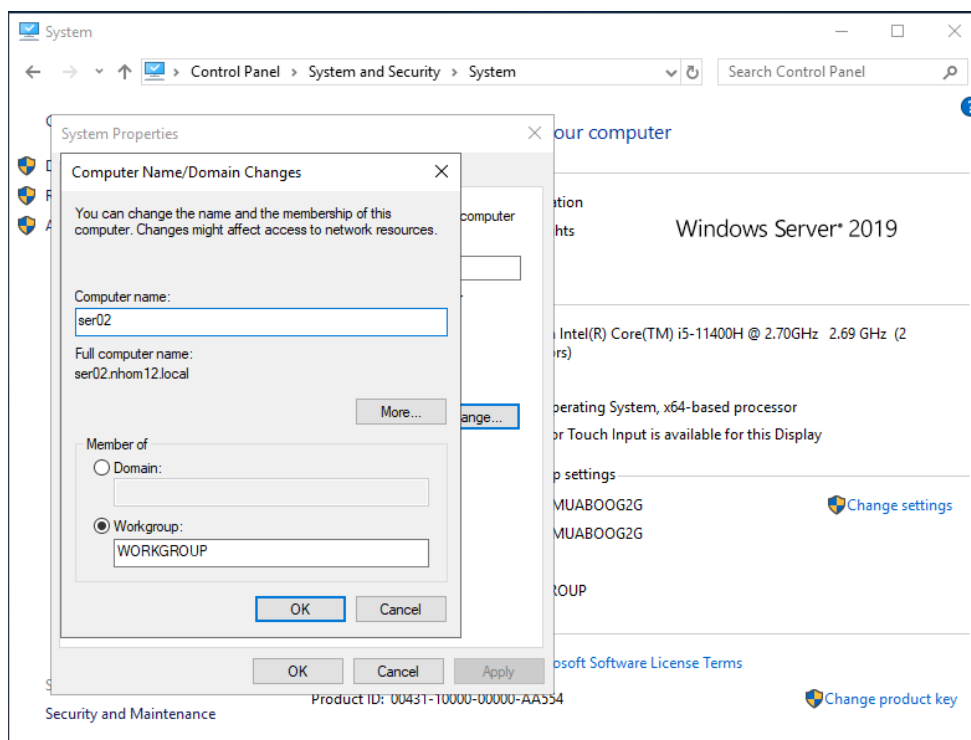 System
Control Panel > System and Security > System
Search Control Panel
System Properties
our computer
Computer Name/Domain Changes
You can change the name and the membership of this
computer. Changes might affect access to network resources.
computer
Windows Server 2019
Computer name:
ser02
Intel(R) Core(TM) i5-11400H @ 2.70GHz 2.69 GHz (2
Full computer name:
ser02.nhom12.local
More...
ange...
perating System, x64-based processor
or Touch Input is available for this Display
Member of
Domain:
p settings
MUABOOG2G
Change settings
Workgroup:
WORKGROUP
MUABOOG2G
ROUP
OK
Cancel
OK
Cancel
Apply
osoft Software License Terms
Product ID: 00431-10000-00000-AA554
Change product key
Security and Maintenance